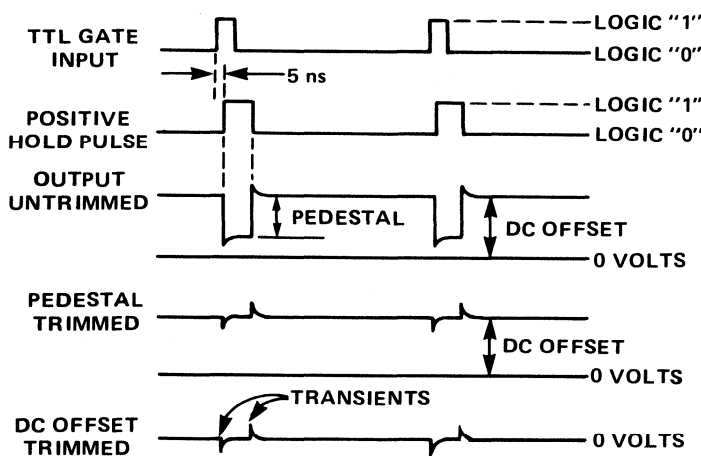 TTL GATE
INPUT
LOGIC "1"
LOGIC "0"
5 ns
POSITIVE
HOLD PULSE
LOGIC "1"
LOGIC "0"
OUTPUT
UNTRIMMED
PEDESTAL
DC OFFSET
0 VOLTS
PEDESTAL
TRIMMED
DC OFFSET
0 VOLTS
TRANSIENTS
DC OFFSET
TRIMMED
0 VOLTS